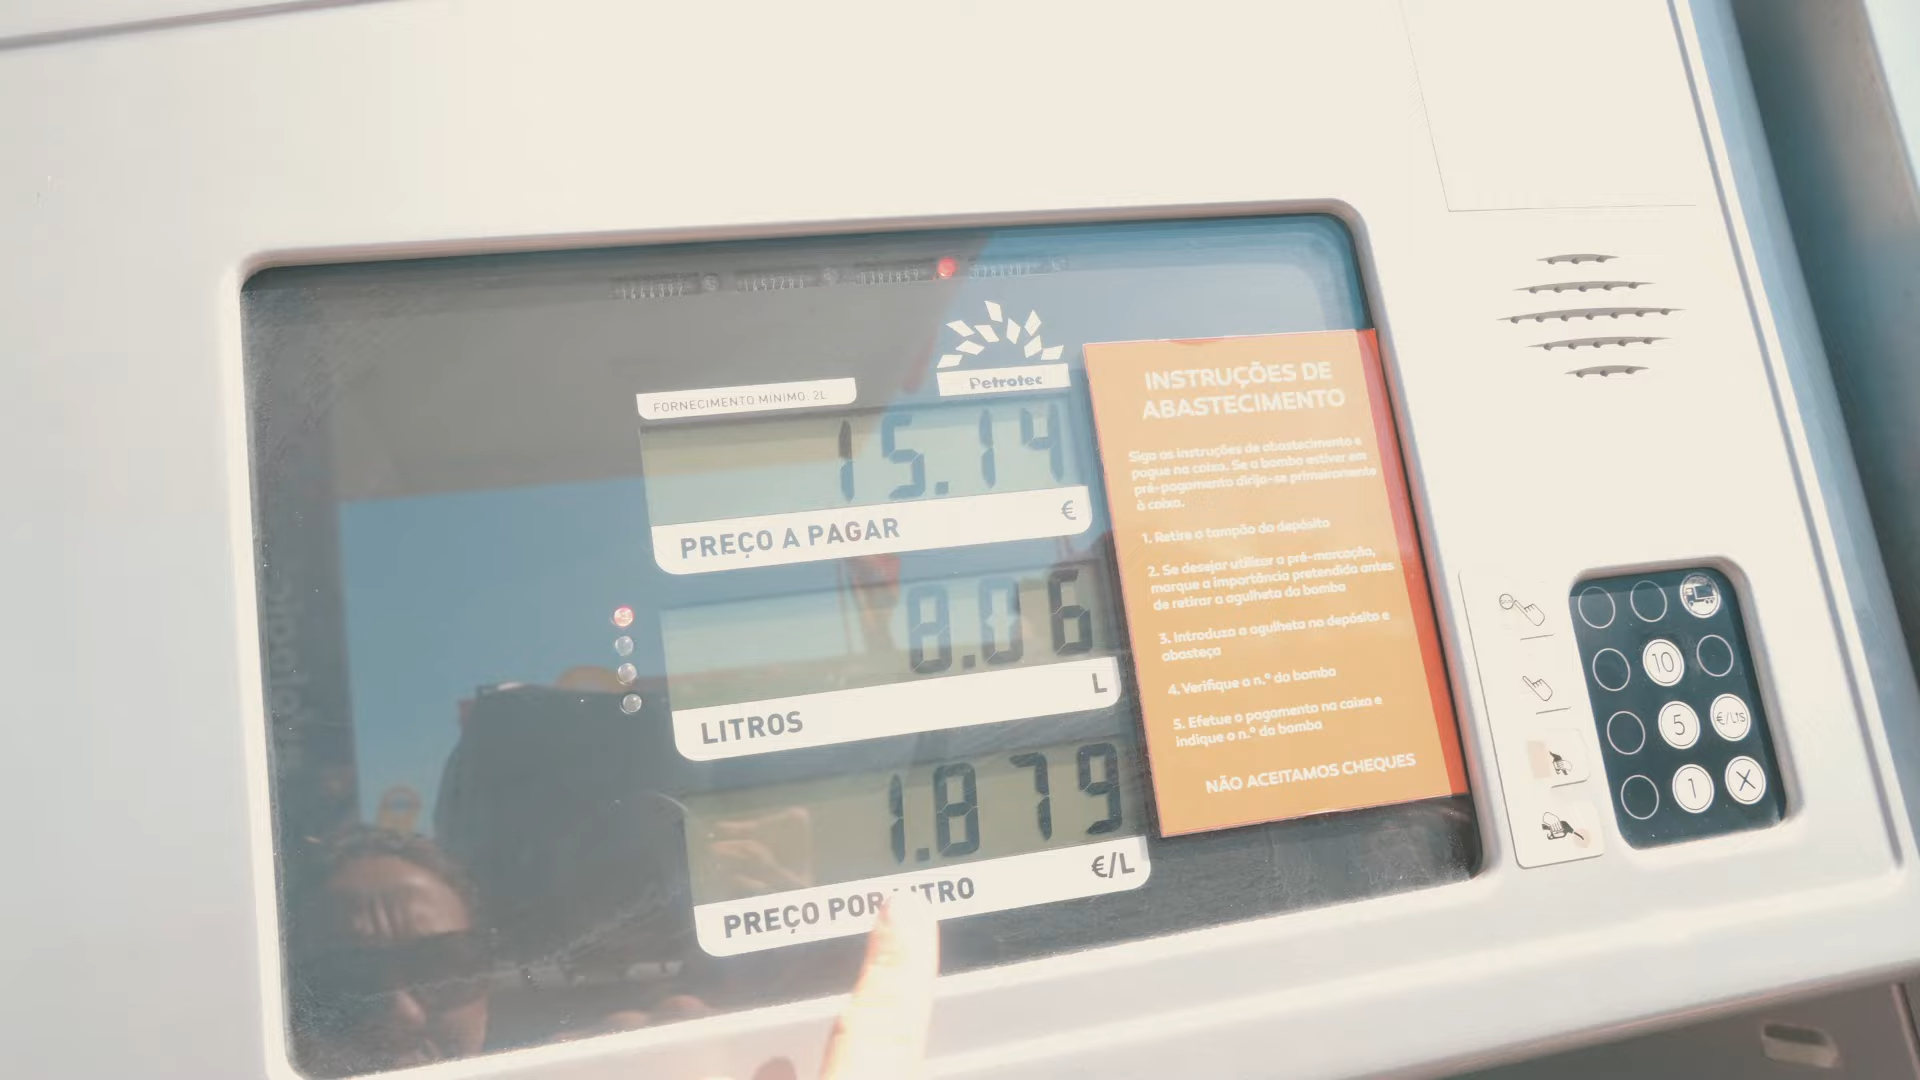 Petrotec
FORNECIMENTO MINIMO: 2L
15.14
PREÇO A PAGAR €
8.06
LITROS L
1.879
PREÇO POR LITRO €/L
INSTRUÇÕES DE
ABASTECIMENTO
Siga as instruções de abastecimento e
pague na caixa. Se a bomba estiver em
pré-pagamento dirija-se primeiramente
à caixa.
1. Retire o tampão do depósito
2. Se desejar utilizar a pré-marcação,
marque a importância pretendida antes
de retirar a agulheta da bomba
3. Introduza a agulheta no depósito e
abasteça
4. Verifique o n.º da bomba
5. Efetue o pagamento na caixa e
indique o n.º da bomba
NÃO ACEITAMOS CHEQUES
10
5 €/Lts
1 X